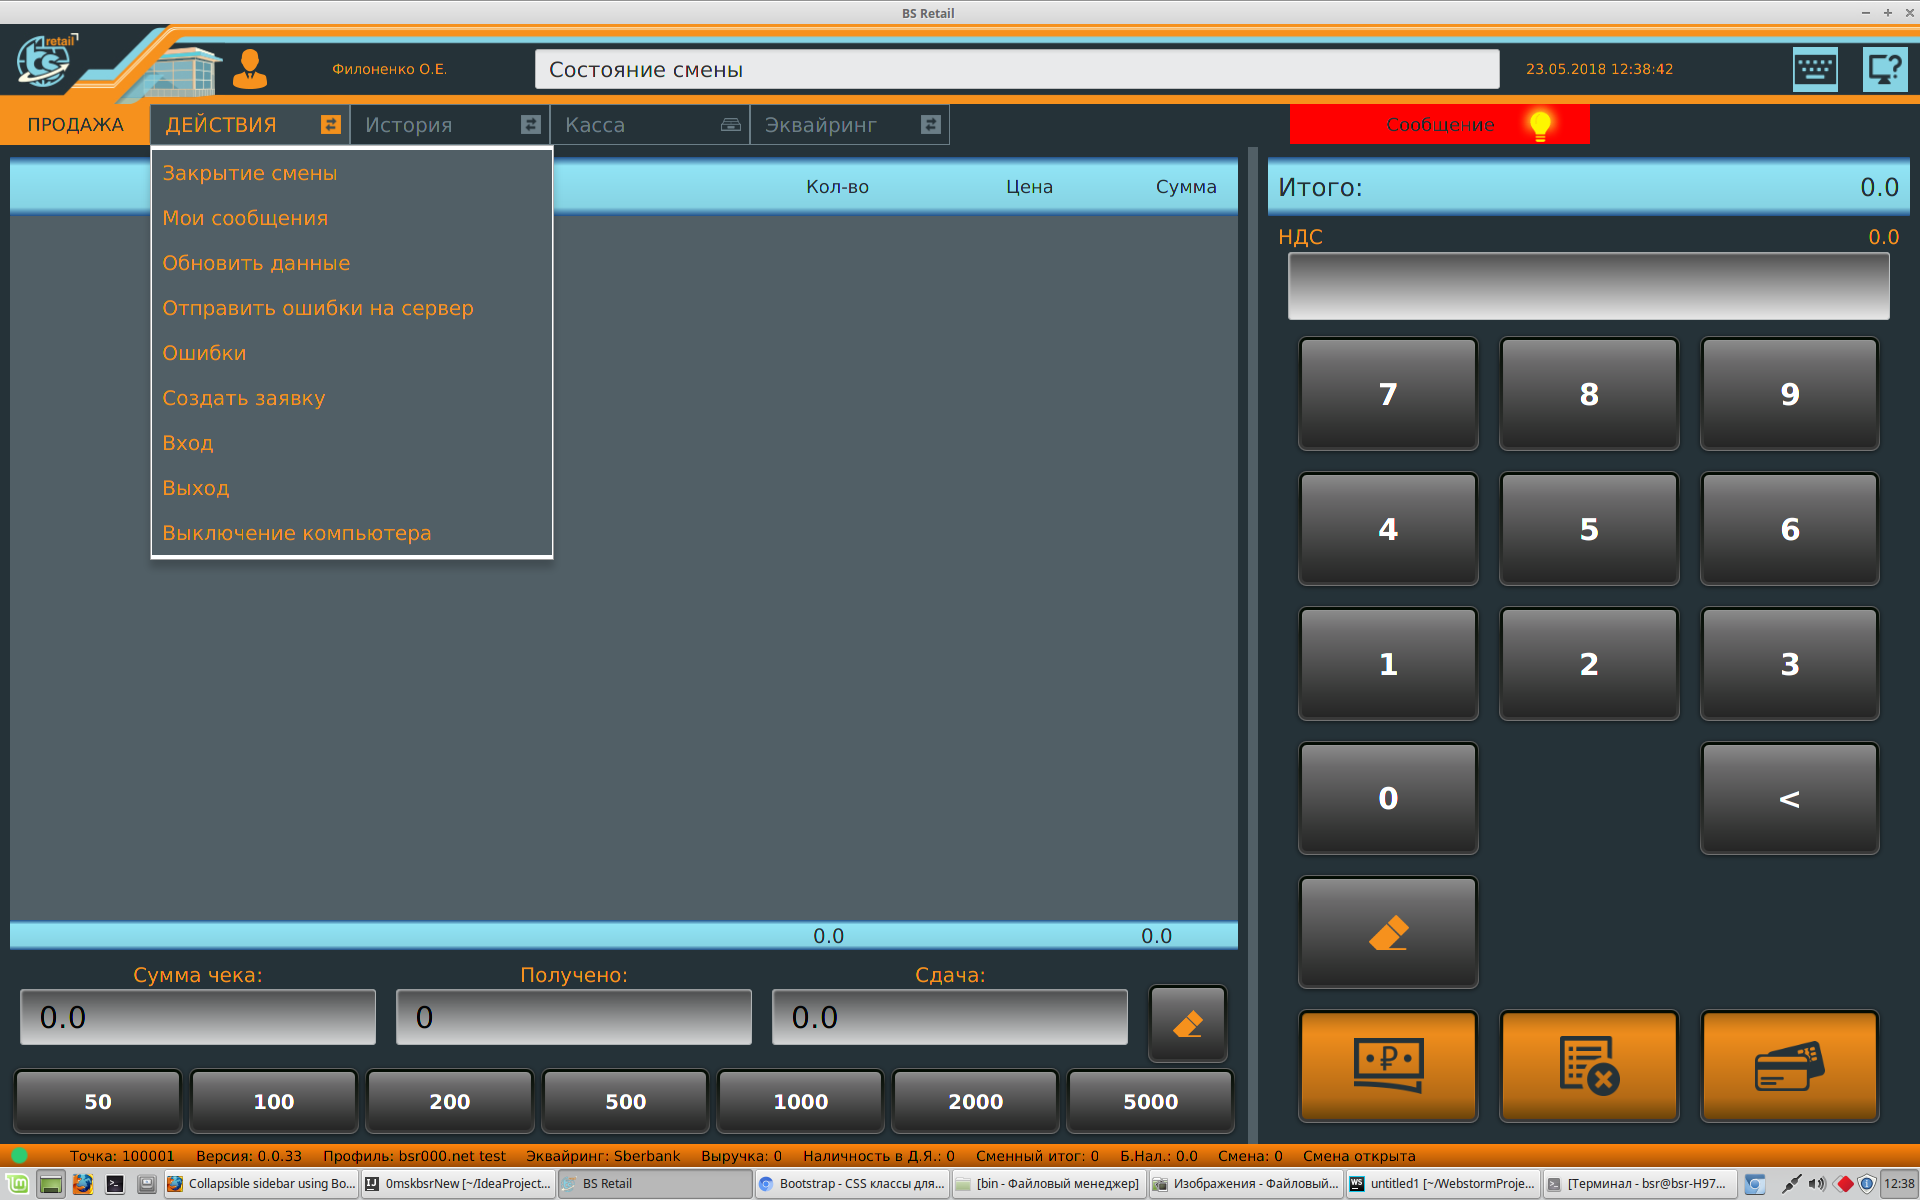 BS Retail
retail
bs
Филоненко О.Е.
Состояние смены
23.05.2018 12:38:42
ПРОДАЖА
ДЕЙСТВИЯ
История
Касса
Эквайринг
Сообщение
Закрытие смены
Мои сообщения
Обновить данные
Отправить ошибки на сервер
Ошибки
Создать заявку
Вход
Выход
Выключение компьютера
Кол-во Цена Сумма
0.0 0.0
Итого: 0.0
НДС 0.0
7 8 9
4 5 6
1 2 3
0 <
Сумма чека: Получено: Сдача:
0.0 0 0.0
50 100 200 500 1000 2000 5000
Точка: 100001 Версия: 0.0.33 Профиль: bsr000.net test Эквайринг: Sberbank Выручка: 0 Наличность в Д.Я.: 0 Сменный итог: 0 Б.Нал.: 0.0 Смена: 0 Смена открыта
Collapsible sidebar using Bo... 0mskbsrNew [~/IdeaProject... BS Retail Bootstrap - CSS классы для... [bin - Файловый менеджер] Изображения - Файловый... untitled1 [~/WebstormProje... [Терминал - bsr@bsr-H97... 12:38